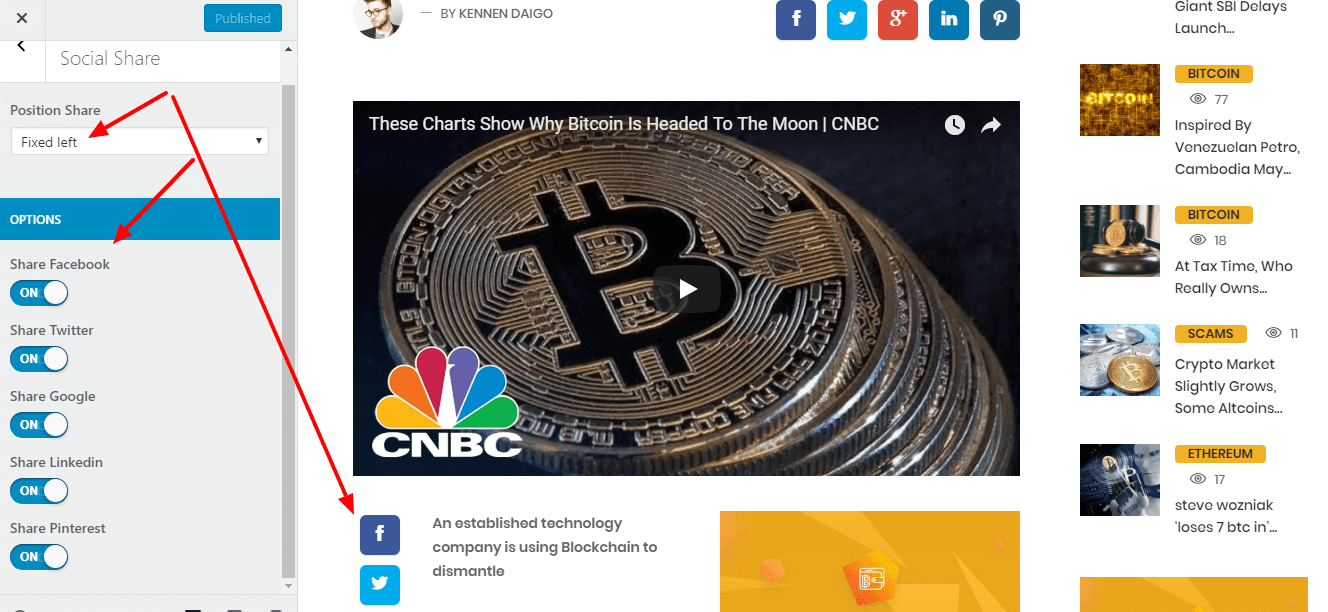 Published
Social Share
Position Share
Fixed left
OPTIONS
Share Facebook
ON
Share Twitter
ON
Share Google
ON
Share Linkedin
ON
Share Pinterest
ON
— BY KENNEN DAIGO
These Charts Show Why Bitcoin Is Headed To The Moon | CNBC
CNBC
An established technology
company is using Blockchain to
dismantle
Giant SBI Delays
Launch...
BITCOIN
BITCOIN
77
Inspired By
Venezuelan Petro,
Cambodia May...
BITCOIN
18
At Tax Time, Who
Really Owns...
SCAMS
11
Crypto Market
Slightly Grows,
Some Altcoins...
ETHEREUM
17
steve wozniak
‘loses 7 btc in’...